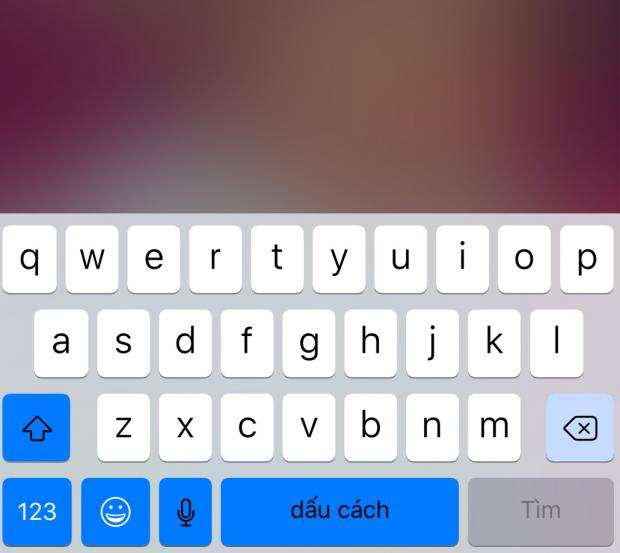 q w e r t y u i o p
a s d f g h j k l
z x c v b n m
123 dấu cách Tìm